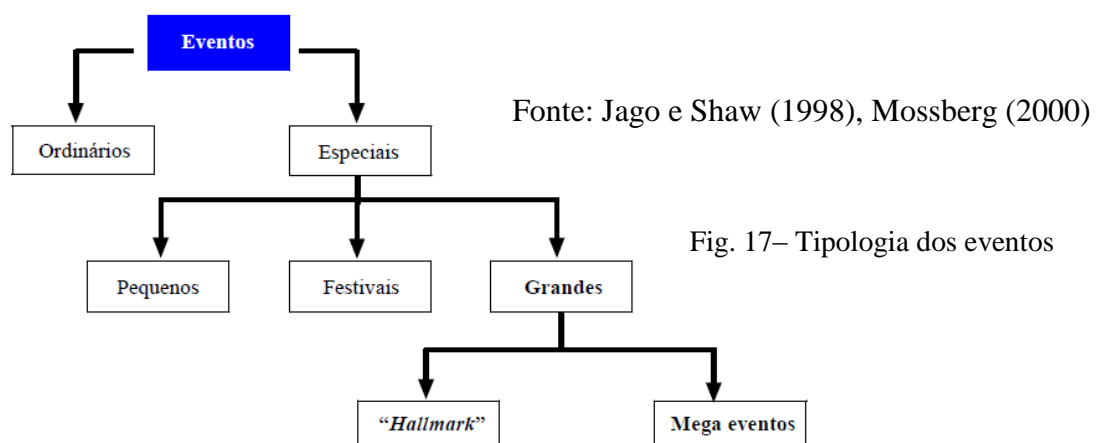 Eventos
Fonte: Jago e Shaw (1998), Mossberg (2000)
Ordinários
Especiais
Fig. 17– Tipologia dos eventos
Pequenos
Festivais
Grandes
“Hallmark”
Mega eventos